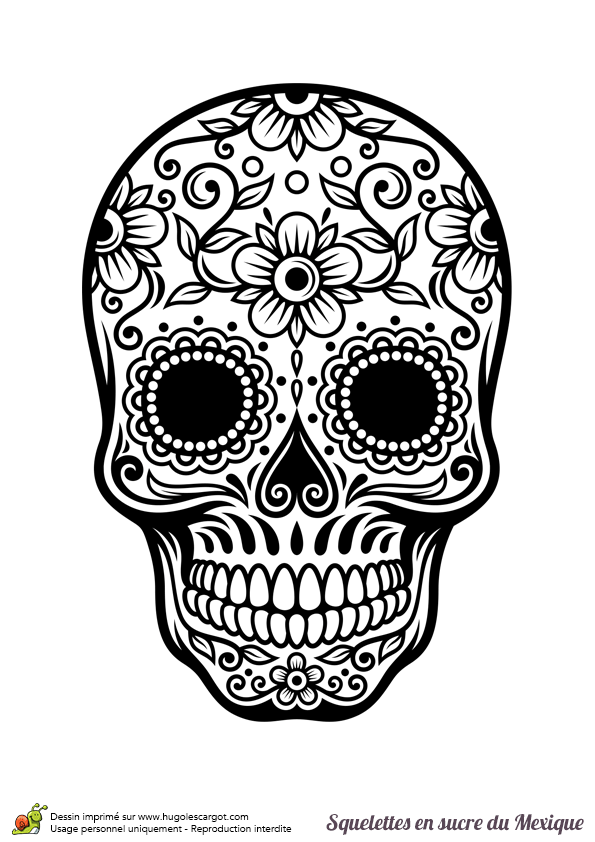 Dessin imprimé sur www.hugolescargot.com
Usage personnel uniquement - Reproduction interdite
Squelettes en sucre du Mexique